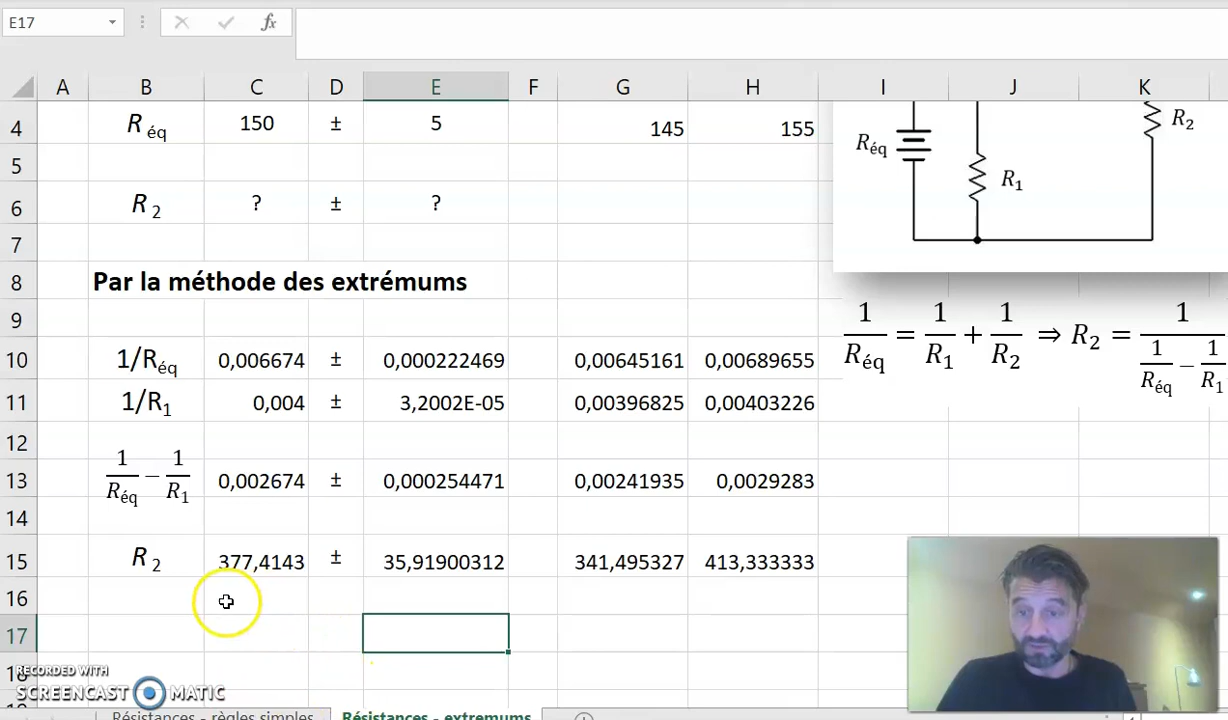 E17
fx
A B C D E F G H I J K
4 R éq 150 ± 5 145 155
5
6 R 2 ? ± ?
7
8 Par la méthode des extrémums
9
10 1/Réq 0,006674 ± 0,000222469 0,00645161 0,00689655
11 1/R1 0,004 ± 3,2002E-05 0,00396825 0,00403226
12
13 1/Réq − 1/R1 0,002674 ± 0,000254471 0,00241935 0,0029283
14
15 R 2 377,4143 ± 35,91900312 341,495327 413,333333
16
17
18
Réq R1 R2
1/Réq = 1/R1 + 1/R2 ⇒ R2 = 1/(1/Réq − 1/R1
RECORDED WITH
SCREENCAST MATIC
Résistances - règles simples Résistances - extremums